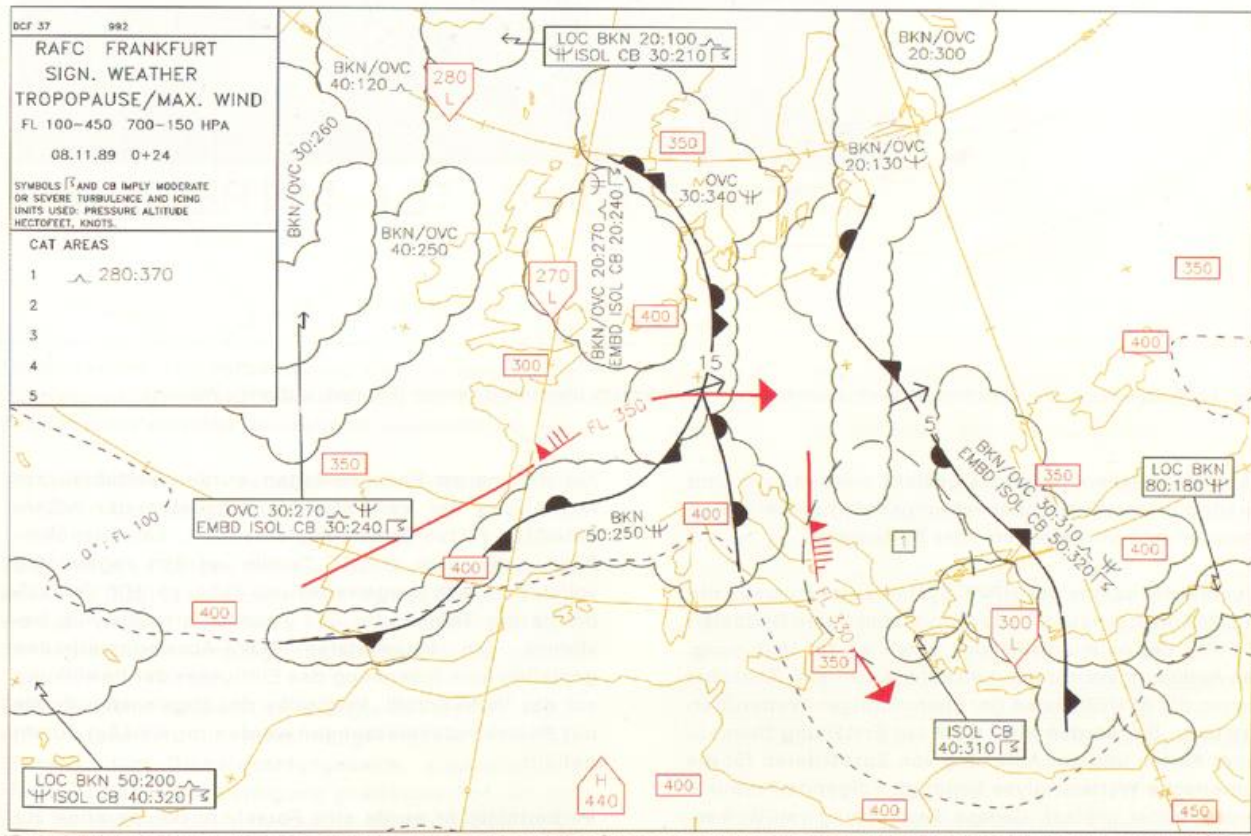 DCF 37 992
RAFC FRANKFURT
SIGN. WEATHER
TROPOPAUSE/MAX. WIND
FL 100-450 700-150 HPA
08.11.89 0+24
SYMBOLS AND CB IMPLY MODERATE
OR SEVERE TURBULENCE AND ICING
UNITS USED: PRESSURE ALTITUDE
HECTOFEET, KNOTS.
CAT AREAS
1 280:370
2
3
4
5
BKN/OVC
40:120
280
L
LOC BKN 20:100
ISOL CB 30:210
BKN/OVC
20:300
BKN/OVC 30:260
BKN/OVC
40:250
350
OVC
30:340
BKN/OVC
20:130
BKN/OVC 20:270
EMBD ISOL CB 20:240
270
L
400
300
350
400
15
FL 350
5
BKN/OVC 30:310
EMBD ISOL CB 50:320
350
350
LOC BKN
80:180
0°: FL 100
OVC 30:270
EMBD ISOL CB 30:240
BKN
50:250
400
1
400
400
400
FL 350
350
300
L
ISOL CB
40:310
LOC BKN 50:200
ISOL CB 40:320
H
440
400
400
450